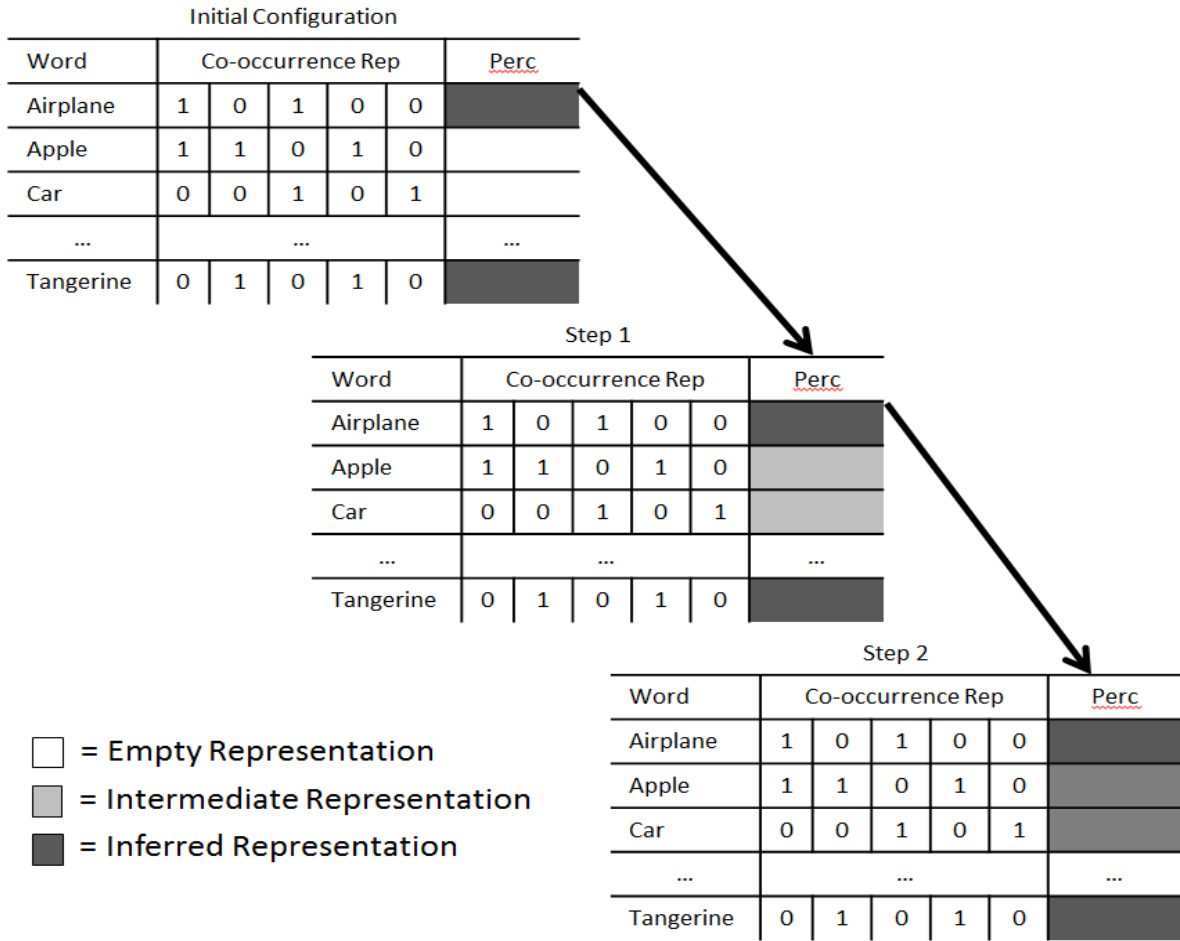 Initial Configuration
Word Co-occurrence Rep Perc
Airplane 1 0 1 0 0
Apple 1 1 0 1 0
Car 0 0 1 0 1
... ... ...
Tangerine 0 1 0 1 0
Step 1
Word Co-occurrence Rep Perc
Airplane 1 0 1 0 0
Apple 1 1 0 1 0
Car 0 0 1 0 1
... ... ...
Tangerine 0 1 0 1 0
Step 2
Word Co-occurrence Rep Perc
Airplane 1 0 1 0 0
Apple 1 1 0 1 0
Car 0 0 1 0 1
... ... ...
Tangerine 0 1 0 1 0
= Empty Representation
= Intermediate Representation
= Inferred Representation